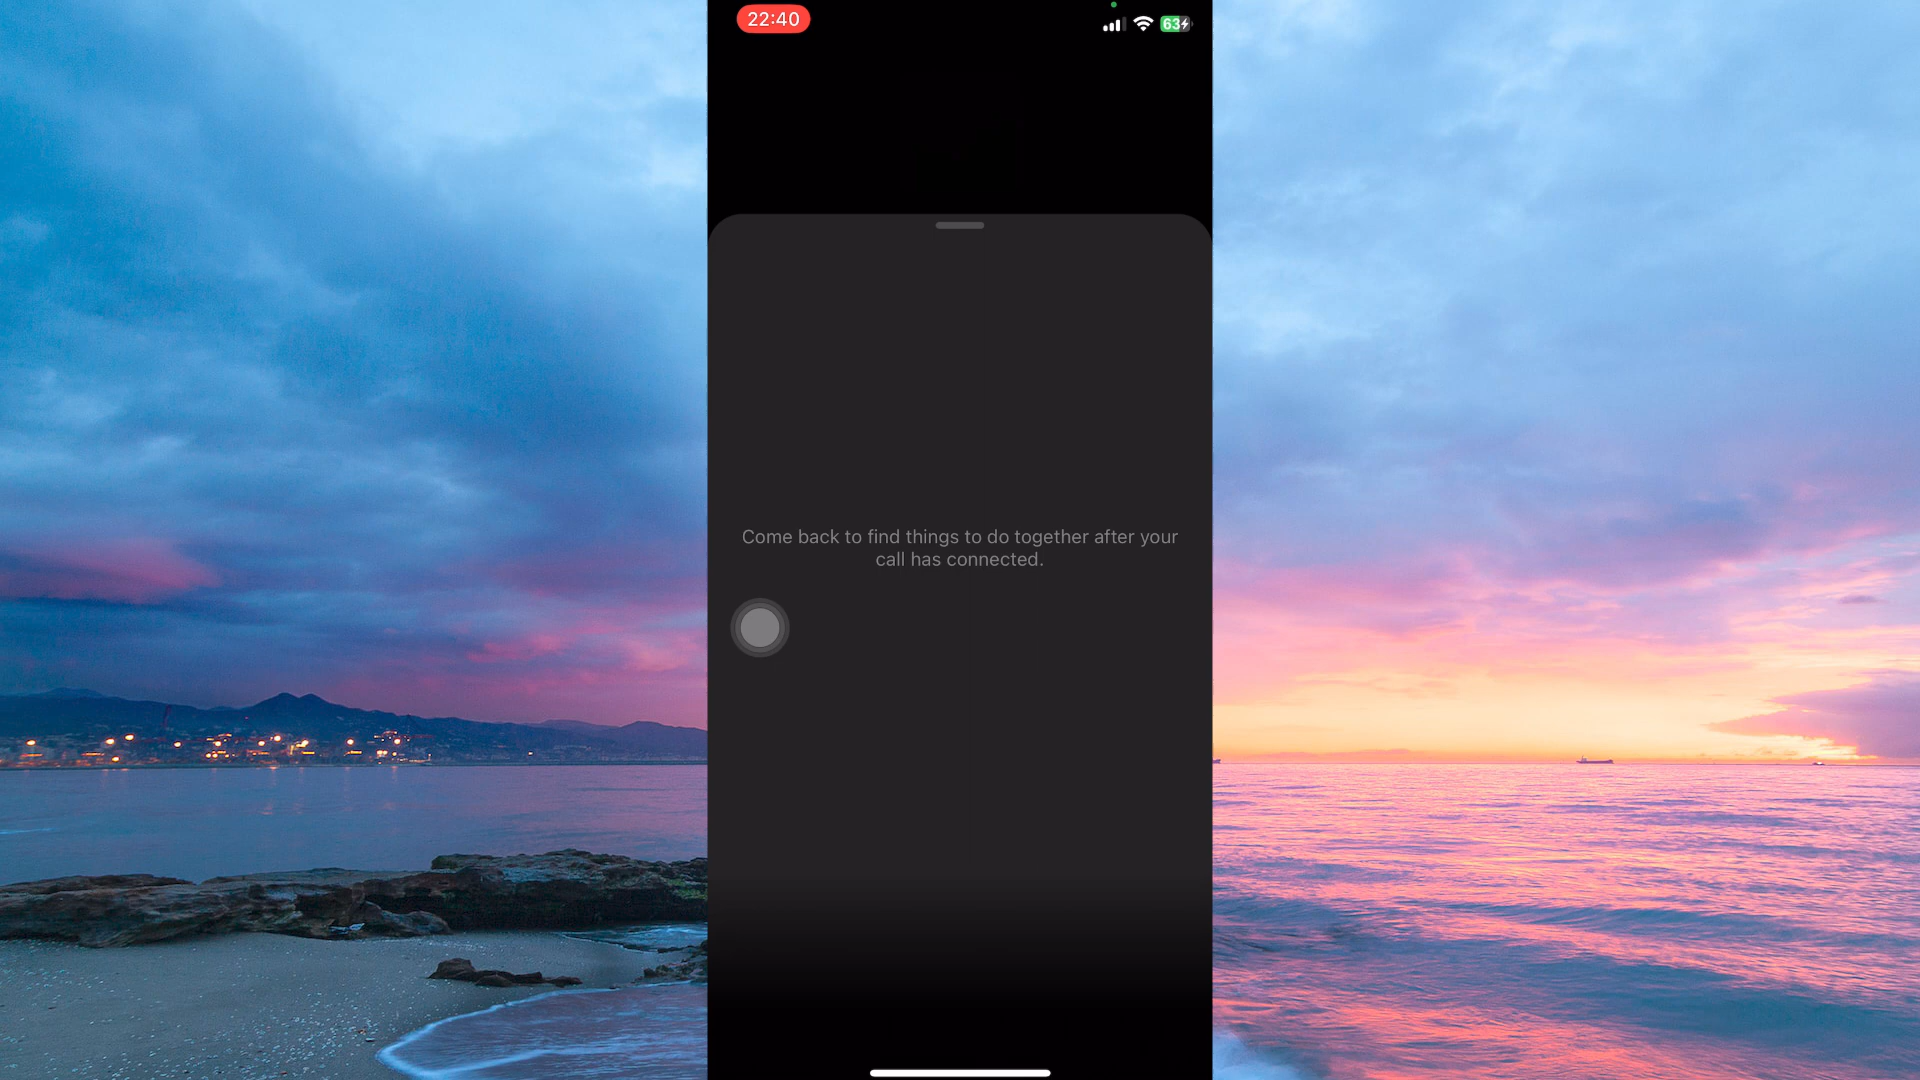 22:40
63
Come back to find things to do together after your
call has connected.